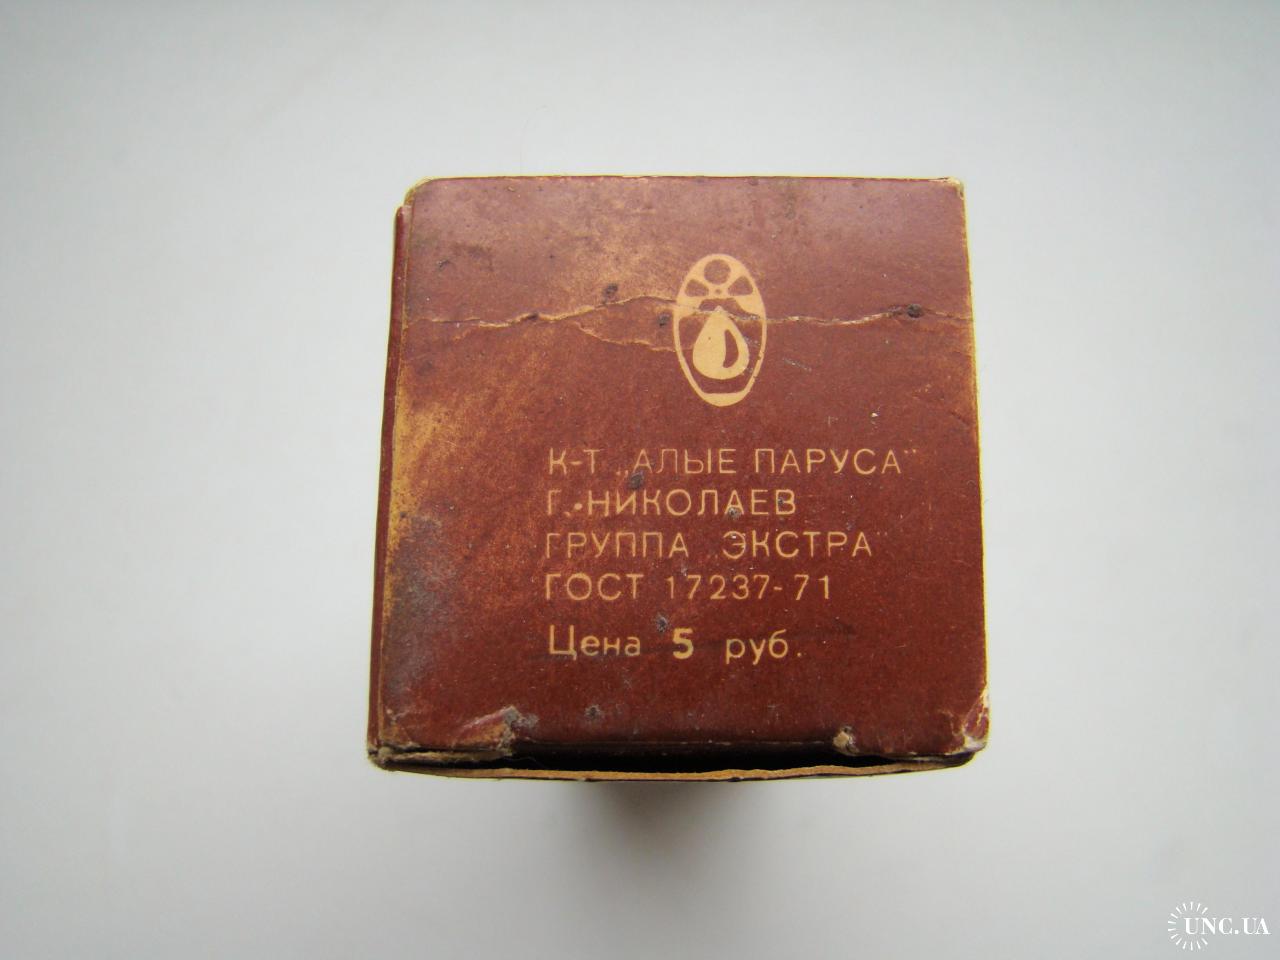 К-Т „АЛЫЕ ПАРУСА"
Г. НИКОЛАЕВ
ГРУППА „ЭКСТРА"
ГОСТ 17237-71
Цена 5 руб.
UNC.UA